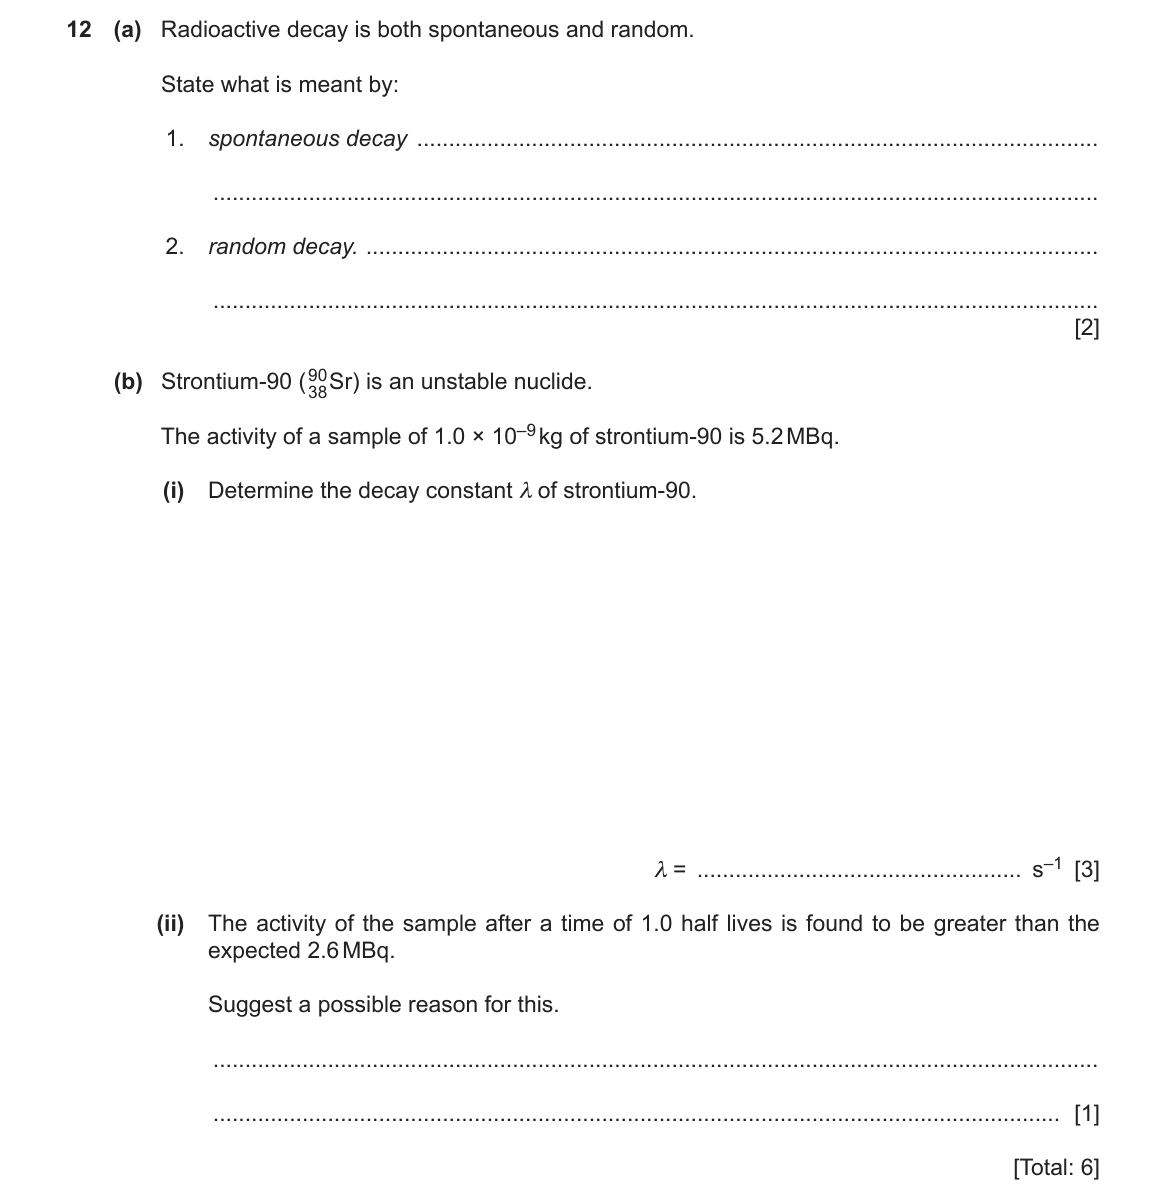 12 (a) Radioactive decay is both spontaneous and random.
State what is meant by:
1. spontaneous decay ..........................................................................................................
..........................................................................................................................................
2. random decay. ..................................................................................................................
..........................................................................................................................................
[2]
(b) Strontium-90 (⁹⁰₃₈Sr) is an unstable nuclide.
The activity of a sample of 1.0 × 10⁻⁹ kg of strontium-90 is 5.2 MBq.
(i) Determine the decay constant λ of strontium-90.
λ = ................................................... s⁻¹ [3]
(ii) The activity of the sample after a time of 1.0 half lives is found to be greater than the
expected 2.6 MBq.
Suggest a possible reason for this.
..........................................................................................................................................
.................................................................................................................................... [1]
[Total: 6]